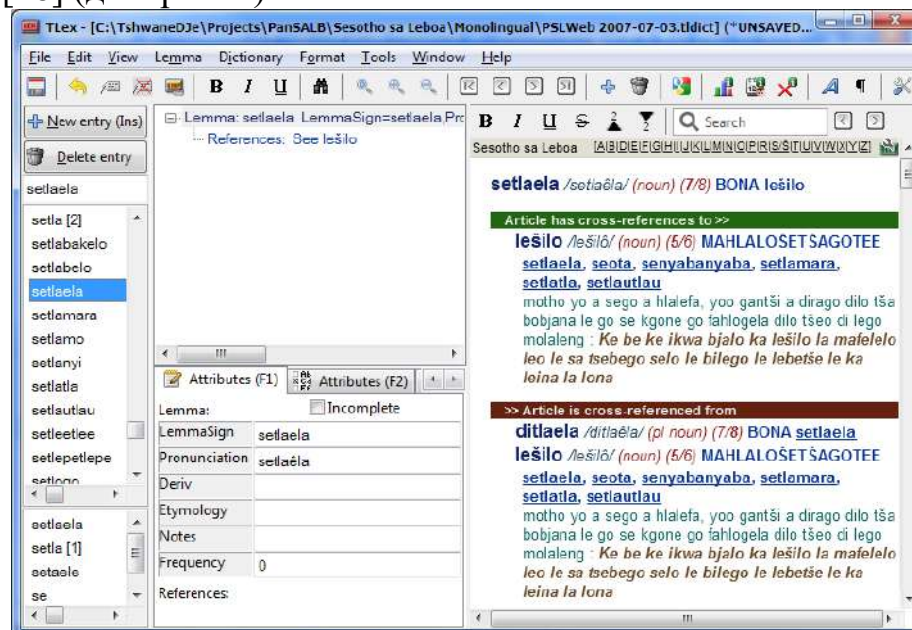 TLex - [C:\TshwaneDJe\Projects\PanSALB\Sesotho sa Leboa\Monolingual\PSLWeb 2007-07-03.tldict] (*UNSAVED...
File Edit View Lemma Dictionary Format Tools Window Help
B I U
New entry (Ins)
Delete entry
setlaela
setla [2]
setlabakelo
setlabelo
setlaela
setlamara
setlamo
setlanyi
setlatla
setlautlau
setleetlee
setlepetlepe
setlogo
setlaela
setla [1]
setaele
se
Lemma: setlaela LemmaSign=setlaela,Pro
References: See lešilo
Attributes (F1) Attributes (F2)
Lemma: Incomplete
LemmaSign setlaela
Pronunciation setlaêla
Deriv
Etymology
Notes
Frequency 0
References:
B I U S Search
Sesotho sa Leboa [A|B|D|E|F|G|H|I|J|K|L|M|N|O|P|R|S|Š|T|U|V|W|X|Y|Z]
setlaela /setlaêla/ (noun) (7/8) BONA lešilo
Article has cross-references to >>
lešilo /lešilô/ (noun) (5/6) MAHLALOŠETŠAGOTEE
setlaela, seota, senyabanyaba, setlamara,
setlatla, setlautlau
motho yo a sego a hlalefa, yoo gantši a dirago dilo tša
bobjana le go se kgone go tlahlogela dilo tšeo di lego
molaleng : Ke be ke ikwa bjalo ka lešilo la mafelelo
leo le sa tsebego selo le bilego le lebetše le ka
leina la lona
>> Article is cross-referenced from
ditlaela /ditlaêla/ (pl noun) (7/8) BONA setlaela
lešilo /lešilô/ (noun) (5/6) MAHLALOŠETŠAGOTEE
setlaela, seota, senyabanyaba, setlamara,
setlatla, setlautlau
motho yo a sego a hlalefa, yoo gantši a dirago dilo tša
bobjana le go se kgone go tlahlogela dilo tšeo di lego
molaleng : Ke be ke ikwa bjalo ka lešilo la mafelelo
leo le sa tsebego selo le bilego le lebetše le ka
leina la lona